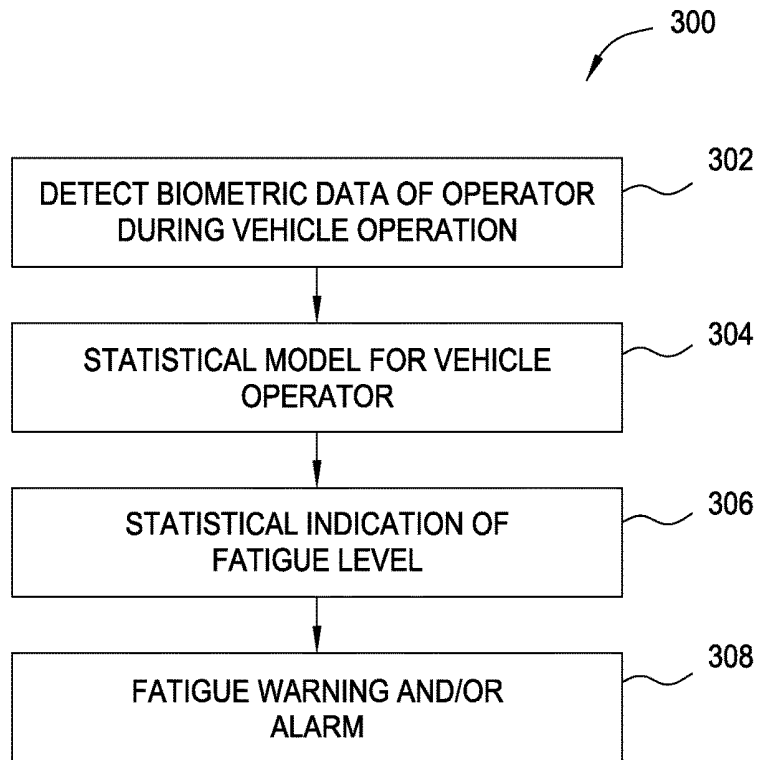 300
302
DETECT BIOMETRIC DATA OF OPERATOR
DURING VEHICLE OPERATION
304
STATISTICAL MODEL FOR VEHICLE
OPERATOR
306
STATISTICAL INDICATION OF
FATIGUE LEVEL
308
FATIGUE WARNING AND/OR
ALARM